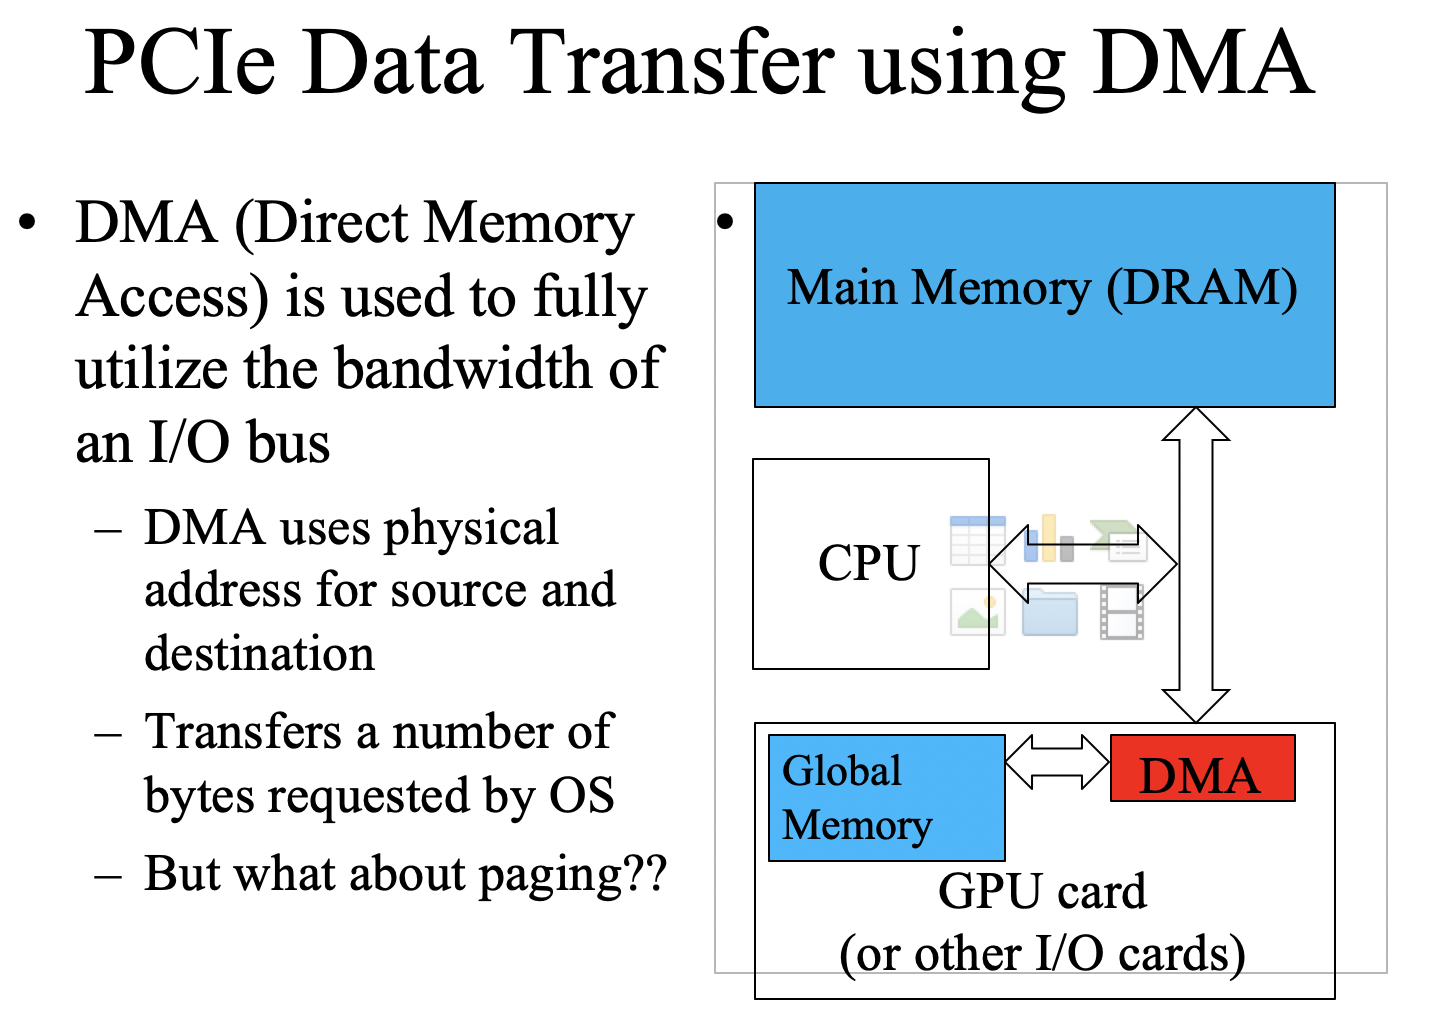 PCIe Data Transfer using DMA
• DMA (Direct Memory
Access) is used to fully
utilize the bandwidth of
an I/O bus
– DMA uses physical
address for source and
destination
– Transfers a number of
bytes requested by OS
– But what about paging??
•
Main Memory (DRAM)
CPU
Global
Memory
DMA
GPU card
(or other I/O cards)